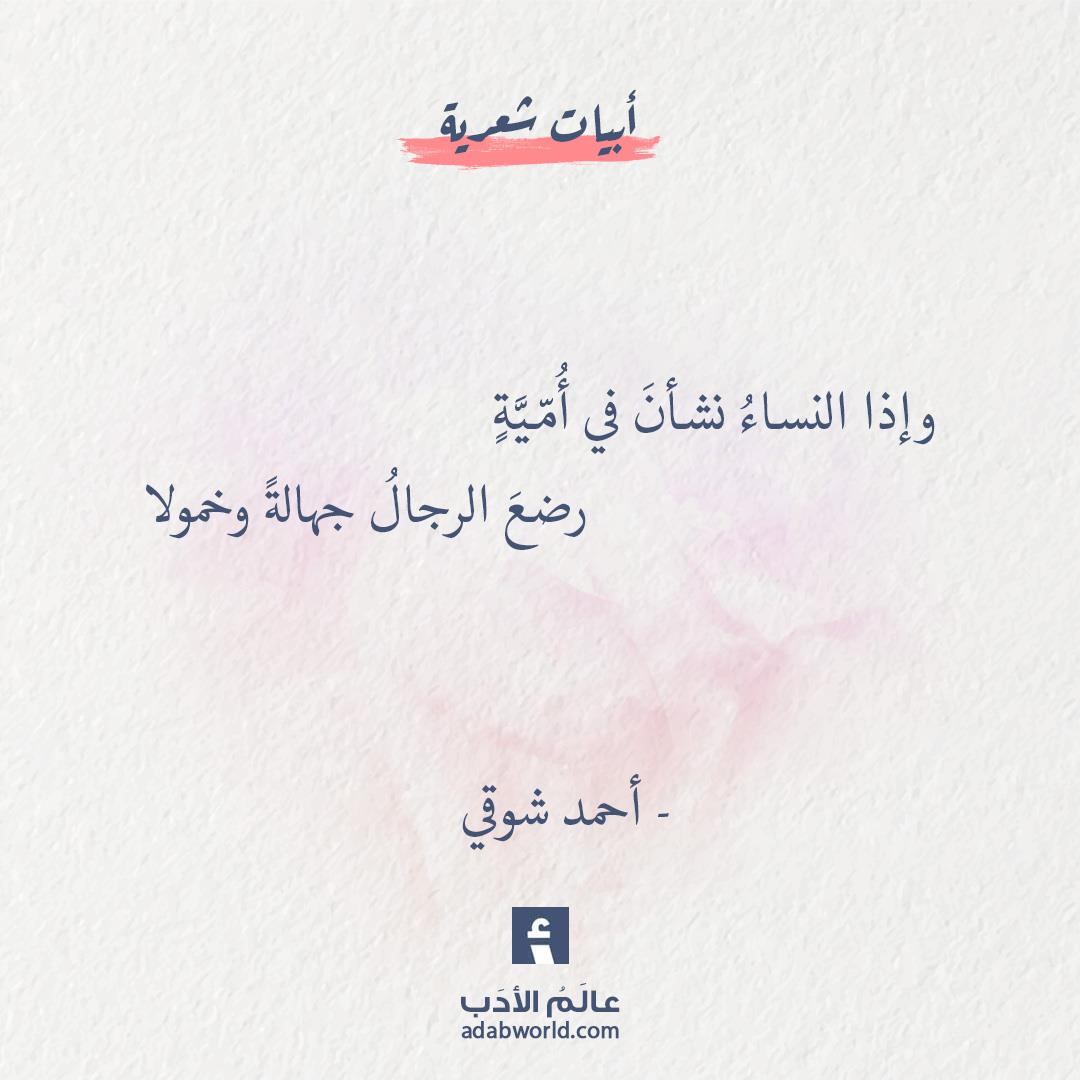 أبيات شعرية
وإذا النساءُ نشأنَ في أُمّيَّةٍ
رضعَ الرجالُ جهالةً وخمولا
- أحمد شوقي
أ
عالَمُ الأدَب
adabworld.com